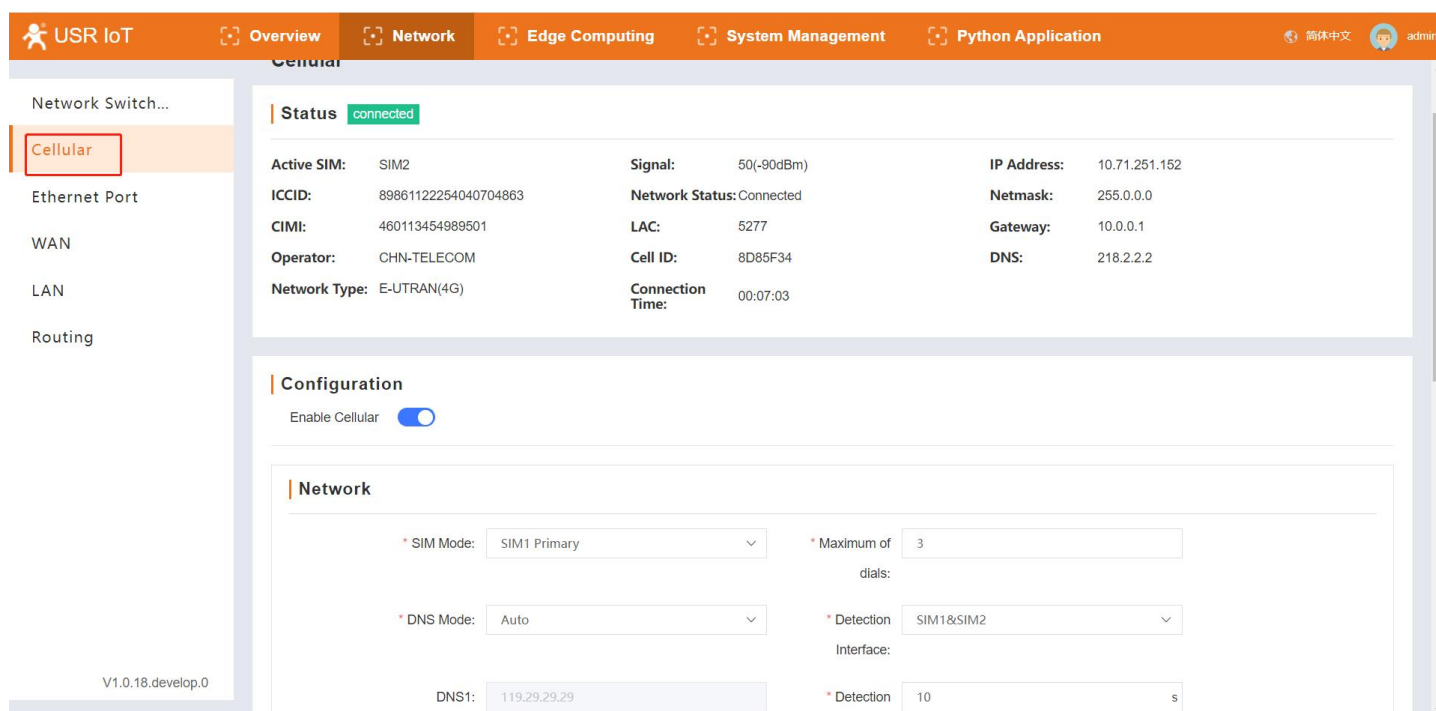 USR IoT
Overview
Network
Edge Computing
System Management
Python Application
简体中文
admin
Cellular
Network Switch...
Cellular
Ethernet Port
WAN
LAN
Routing
V1.0.18.develop.0
Status connected
Active SIM: SIM2 Signal: 50(-90dBm) IP Address: 10.71.251.152
ICCID: 89861122254040704863 Network Status: Connected Netmask: 255.0.0.0
CIMI: 460113454989501 LAC: 5277 Gateway: 10.0.0.1
Operator: CHN-TELECOM Cell ID: 8D85F34 DNS: 218.2.2.2
Network Type: E-UTRAN(4G) Connection Time: 00:07:03
Configuration
Enable Cellular
Network
* SIM Mode: SIM1 Primary * Maximum of dials: 3
* DNS Mode: Auto * Detection Interface: SIM1&SIM2
DNS1: 119.29.29.29 * Detection 10 s